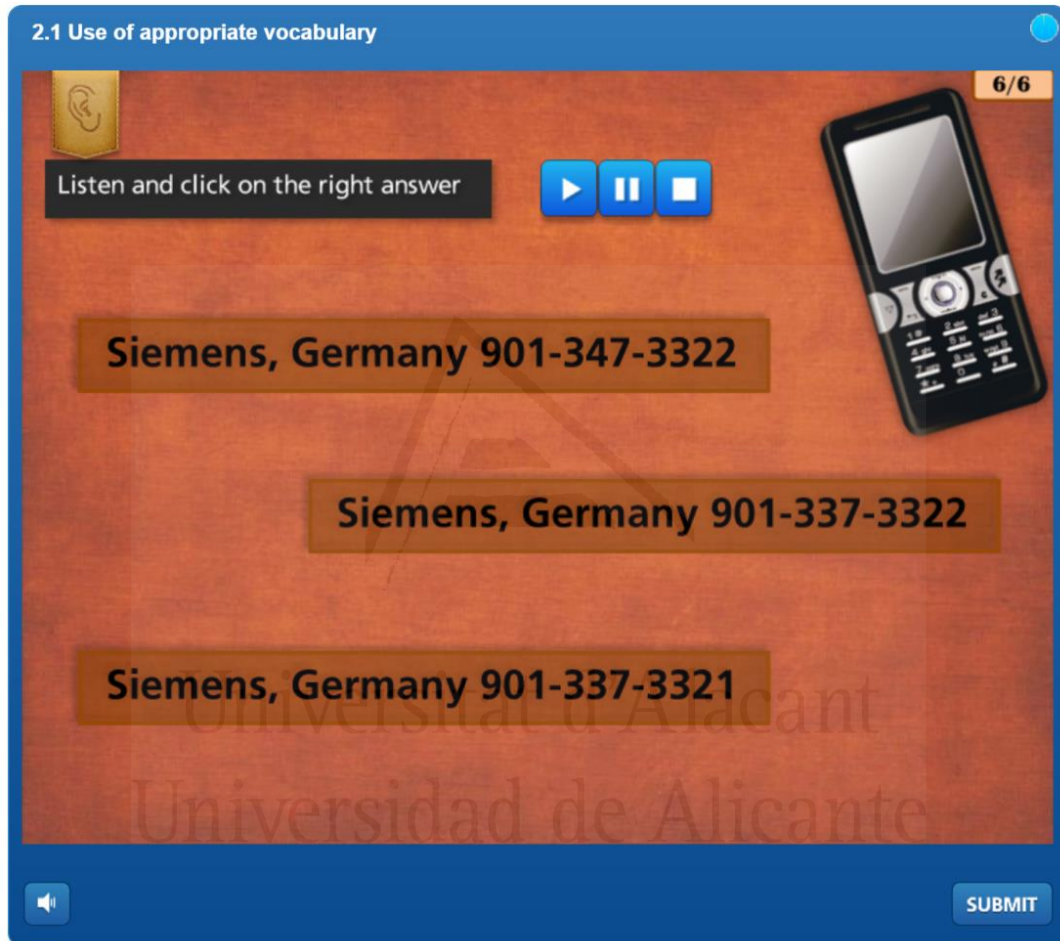 2.1 Use of appropriate vocabulary
6/6
Listen and click on the right answer
Siemens, Germany 901-347-3322
Siemens, Germany 901-337-3322
Siemens, Germany 901-337-3321
Universitat d'Alacant
Universidad de Alicante
SUBMIT